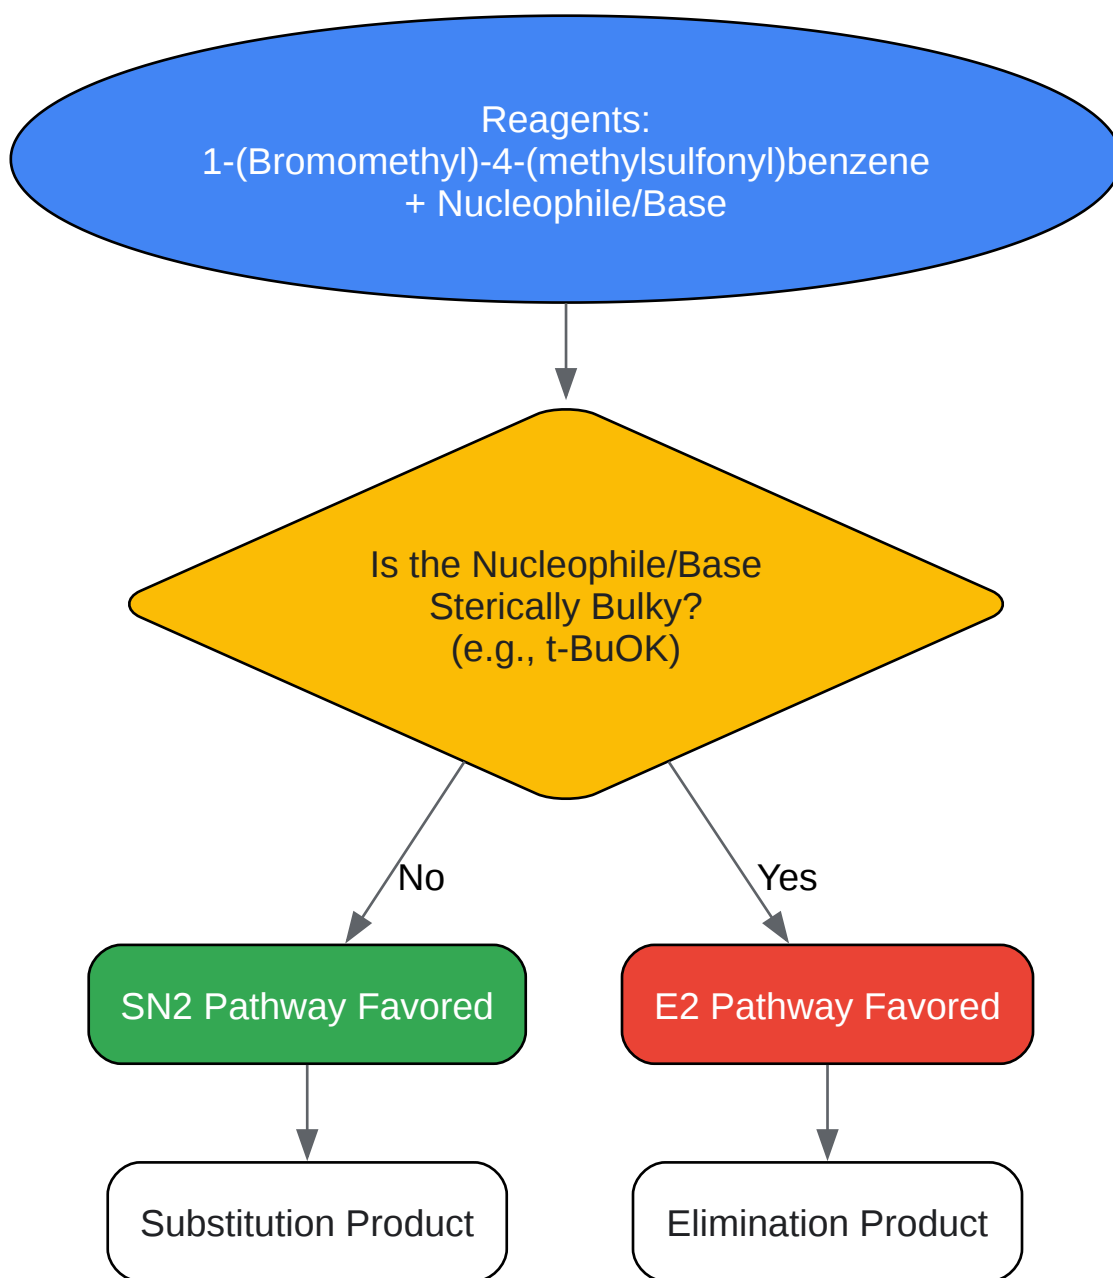 Reagents:
1-(Bromomethyl)-4-(methylsulfonyl)benzene
+ Nucleophile/Base
Is the Nucleophile/Base
Sterically Bulky?
(e.g., t-BuOK)
No
Yes
SN2 Pathway Favored
E2 Pathway Favored
Substitution Product
Elimination Product